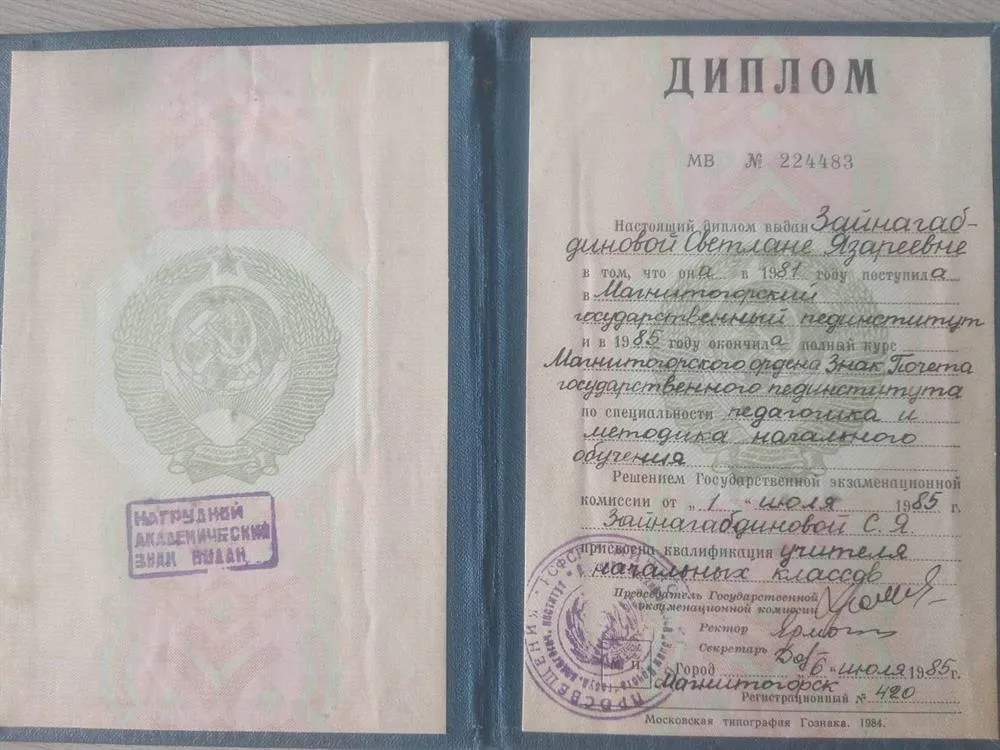 НАГРУДНОЙ
АКАДЕМИЧЕСКИЙ
ЗНАК ВЫДАН
ДИПЛОМ
МВ № 224483
Настоящий диплом выдан Зайнагаб-
диновой Светлане Язареевне
в том, что она в 1981 году поступила
в Магнитогорский
государственный пединститут
и в 1985 году окончила полный курс
Магнитогорского ордена Знак Почета
государственного пединститута
по специальности педагогика и
методика начального
обучения
Решением Государственной экзаменационной
комиссии от „1" июля 1985 г.
Зайнагабдиновой С. Я
присвоена квалификация учителя
начальных классов
Председатель Государственной
экзаменационной комиссии
Ректор
Секретарь
М. П. Город 6 „ июля 1985 г.
Магнитогорск
Регистрационный № 420
Московская типография Гознака. 1984.